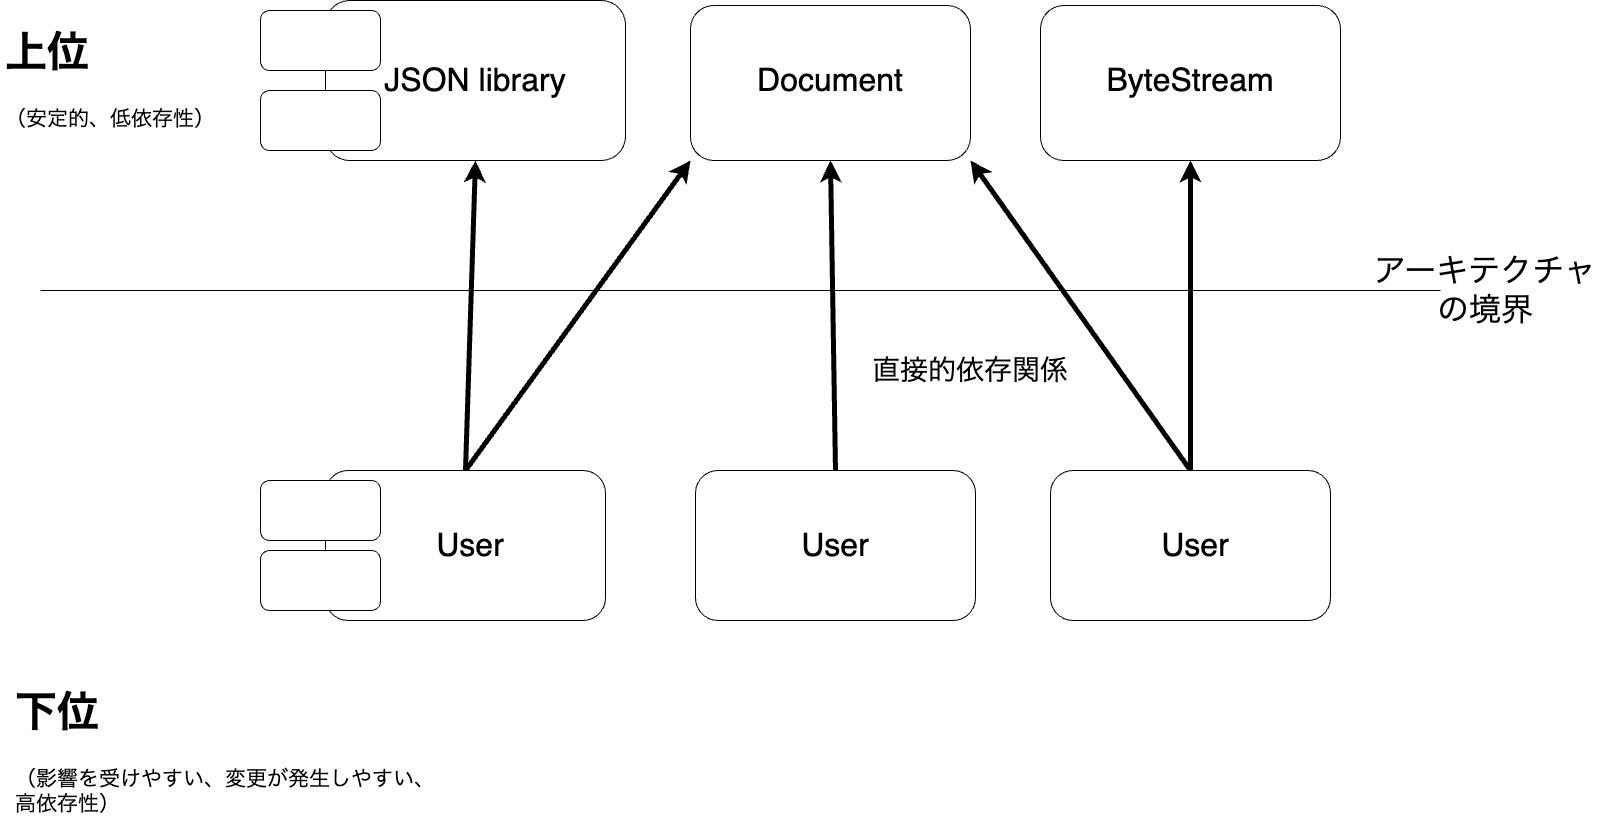 上位
（安定的、低依存性）
JSON library
Document
ByteStream
アーキテクチャ
の境界
直接的依存関係
User
User
User
下位
（影響を受けやすい、変更が発生しやすい、
高依存性）